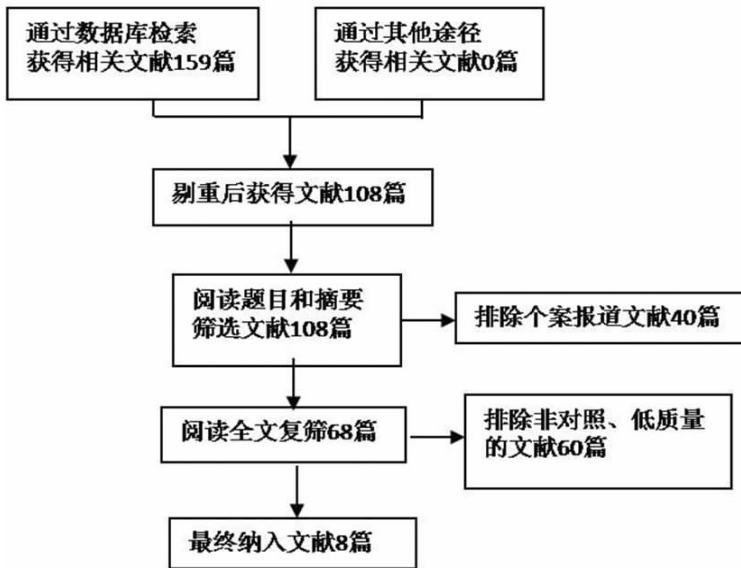 通过数据库检索
获得相关文献159篇
通过其他途径
获得相关文献0篇
剔重后获得文献108篇
阅读题目和摘要
筛选文献108篇
排除个案报道文献40篇
阅读全文复筛68篇
排除非对照、低质量
的文献60篇
最终纳入文献8篇